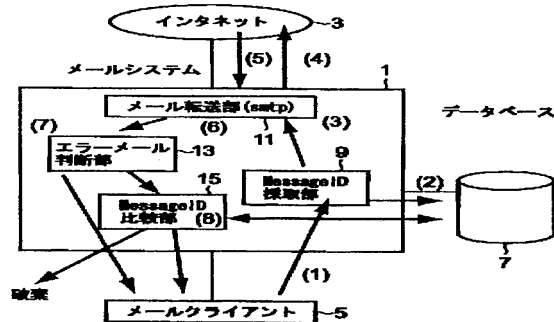 インタネット
3
(5)
(4)
メールシステム
1
メール転送部(smtp)
(6)
11
(3)
データベース
(7)
エラーメール
判断部
13
9
15
MessageID
採取部
(2)
MessageID
比較部
(8)
7
(1)
破棄
メールクライアント
5